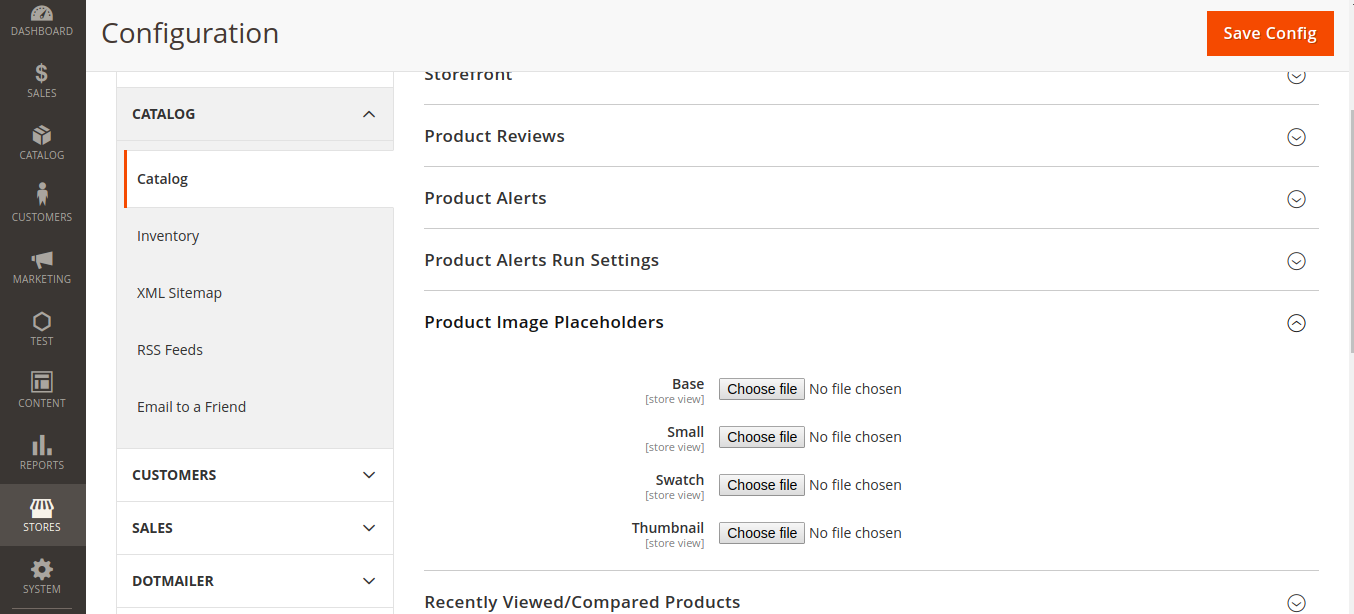 DASHBOARD
SALES
CATALOG
CUSTOMERS
MARKETING
TEST
CONTENT
REPORTS
STORES
SYSTEM
Configuration
Save Config
CATALOG
Catalog
Inventory
XML Sitemap
RSS Feeds
Email to a Friend
CUSTOMERS
SALES
DOTMAILER
Storefront
Product Reviews
Product Alerts
Product Alerts Run Settings
Product Image Placeholders
Base Choose file No file chosen
[store view]
Small Choose file No file chosen
[store view]
Swatch Choose file No file chosen
[store view]
Thumbnail Choose file No file chosen
[store view]
Recently Viewed/Compared Products